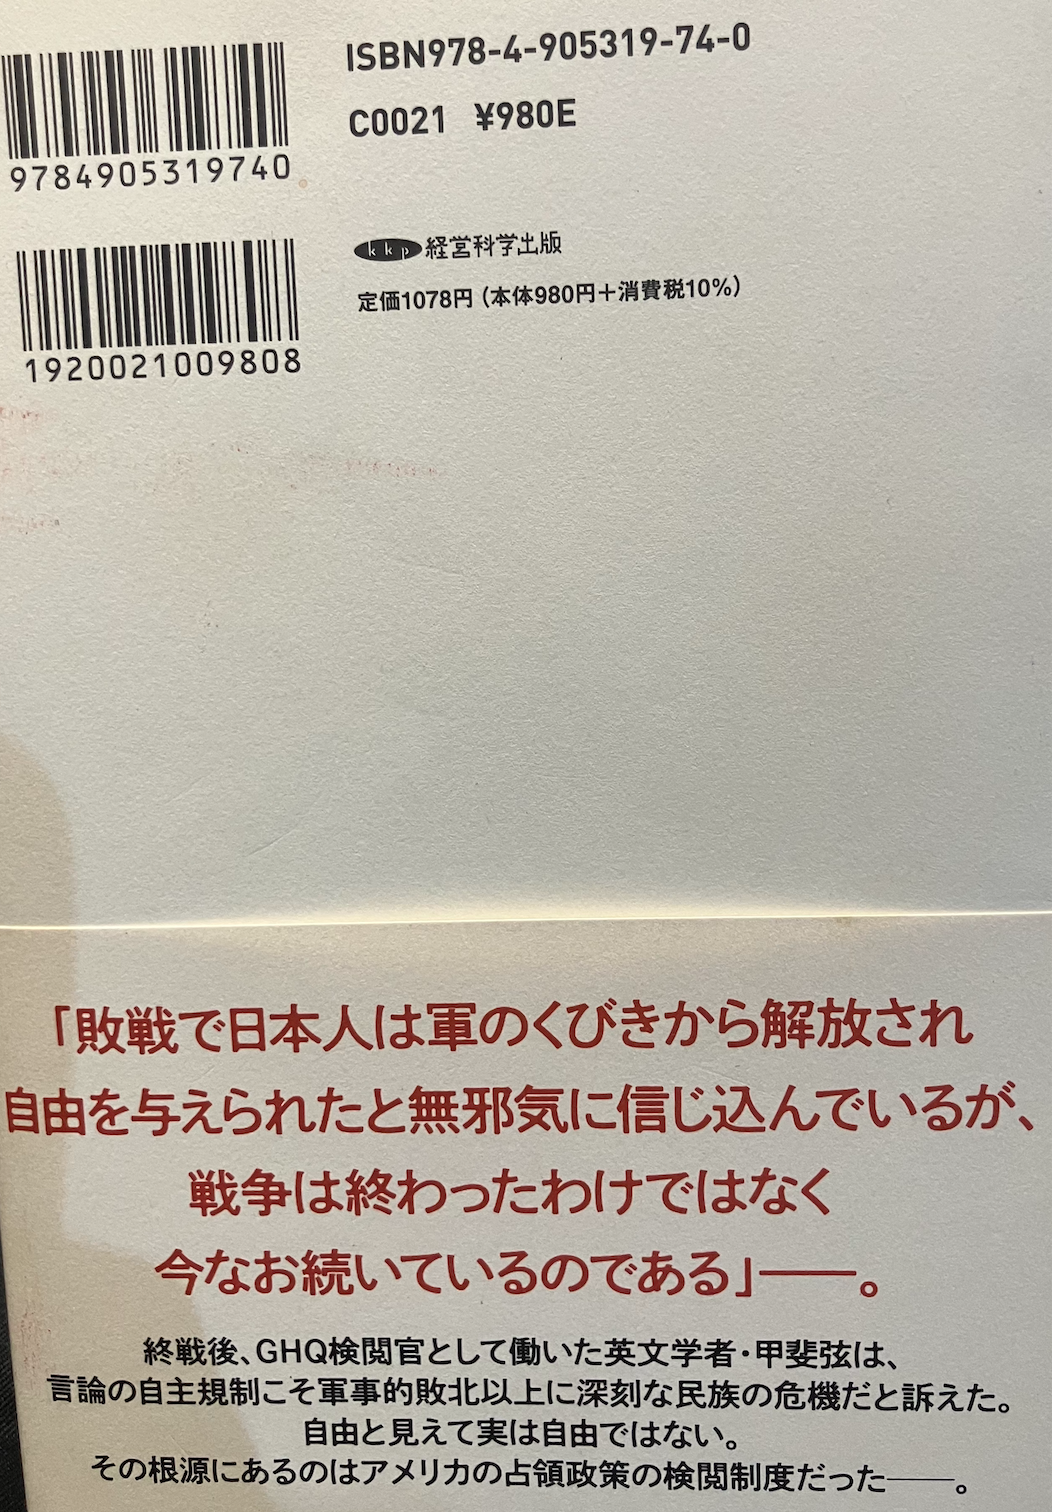 ISBN978-4-905319-74-0
C0021 ¥980E
9784905319740
kkp 経営科学出版
定価1078円（本体980円＋消費税10%）
1920021009808
「敗戦で日本人は軍のくびきから解放され
自由を与えられたと無邪気に信じ込んでいるが、
戦争は終わったわけではなく
今なお続いているのである」——。
終戦後、GHQ検閲官として働いた英文学者・甲斐弦は、
言論の自主規制こそ軍事的敗北以上に深刻な民族の危機だと訴えた。
自由と見えて実は自由ではない。
その根源にあるのはアメリカの占領政策の検閲制度だった——。